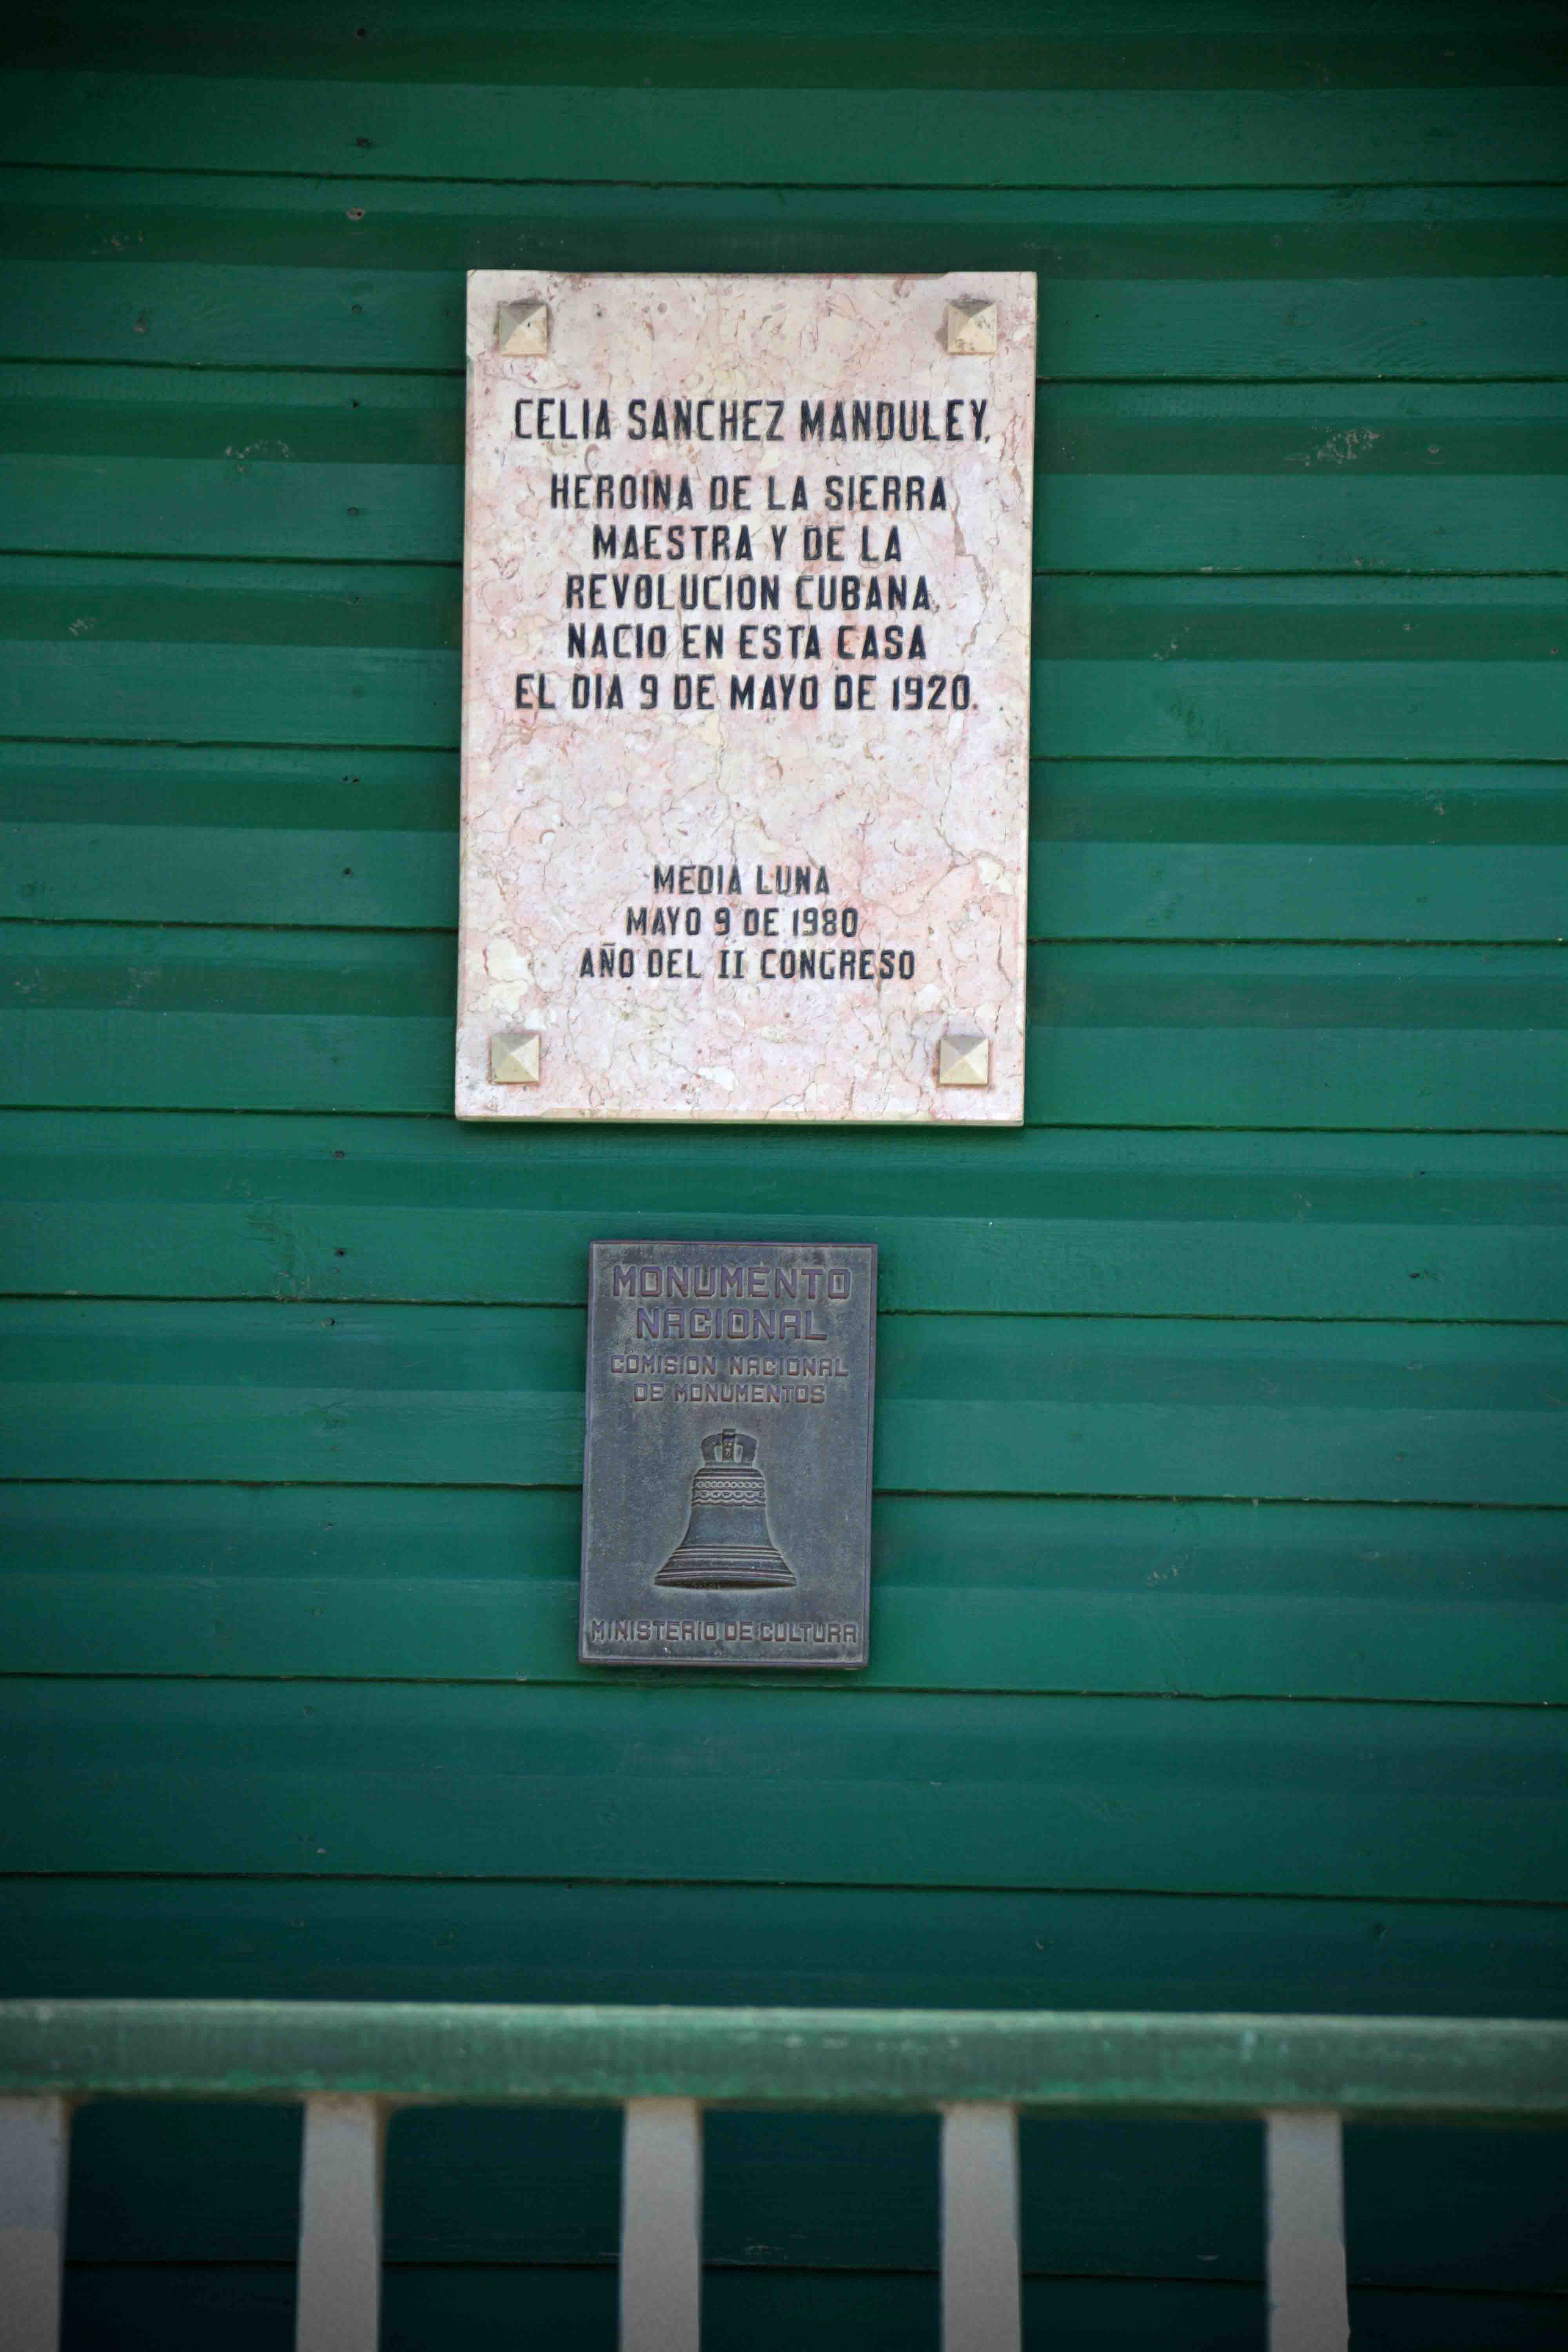 CELIA SANCHEZ MANDULEY,
HEROINA DE LA SIERRA
MAESTRA Y DE LA
REVOLUCION CUBANA,
NACIO EN ESTA CASA
EL DIA 9 DE MAYO DE 1920.
MEDIA LUNA
MAYO 9 DE 1980
AÑO DEL II CONGRESO
MONUMENTO
NACIONAL
COMISION NACIONAL
DE MONUMENTOS
MINISTERIO DE CULTURA